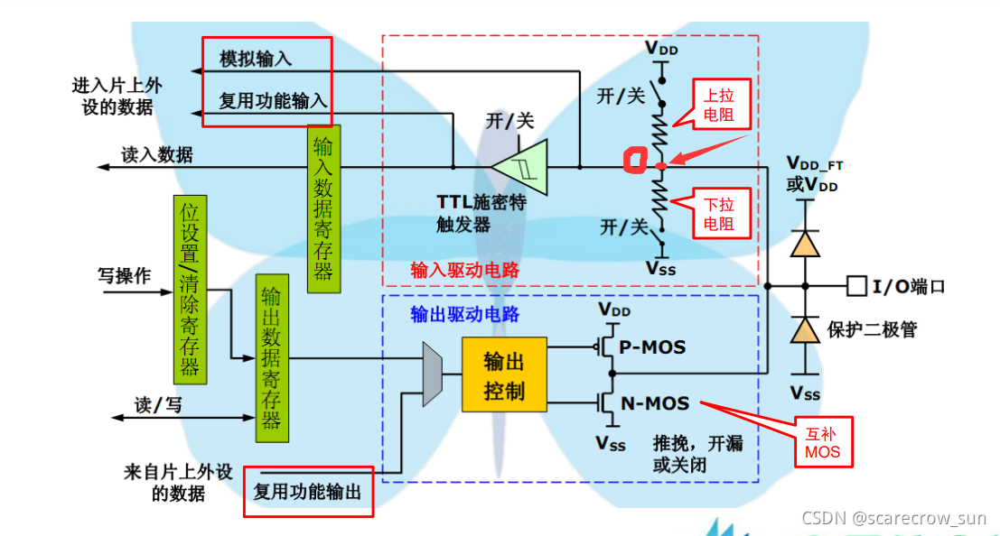 模拟输入
进入片上外
设的数据
复用功能输入
读入数据
输入数据寄存器
开/关
TTL施密特
触发器
VDD
开/关
上拉
电阻
下拉
电阻
开/关
VSS
输入驱动电路
VDD_FT
或VDD
I/O端口
保护二极管
VSS
写操作
位设置/清除寄存器
输出数据寄存器
读/写
来自片上外设
的数据
复用功能输出
输出驱动电路
输出
控制
VDD
P-MOS
N-MOS
VSS
推挽，开漏
或关闭
互补
MOS
CSDN @scarecrow_sun